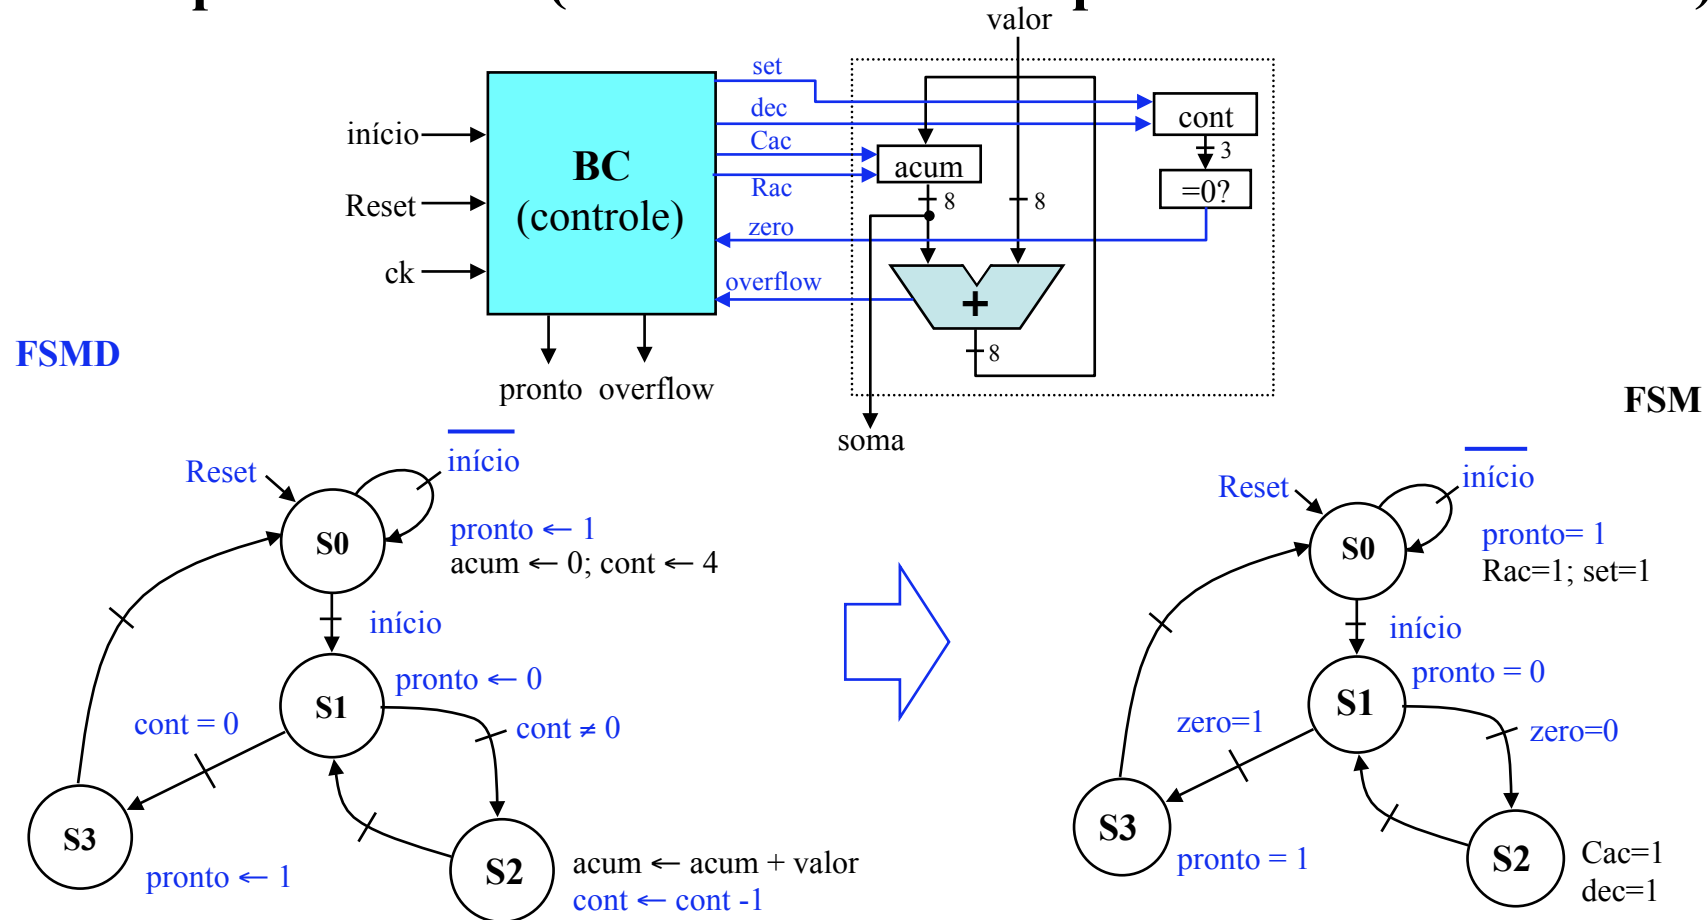 valor
set
dec
Cac
Rac
zero
overflow
início
Reset
ck
BC
(controle)
acum
8
8
cont
3
=0?
+
8
pronto overflow
soma
FSMD
FSM
Reset
início
S0
pronto ← 1
acum ← 0; cont ← 4
início
S1
pronto ← 0
cont = 0
cont ≠ 0
S3
pronto ← 1
S2
acum ← acum + valor
cont ← cont -1
Reset
início
S0
pronto= 1
Rac=1; set=1
início
S1
pronto = 0
zero=1
zero=0
S3
pronto = 1
S2
Cac=1
dec=1